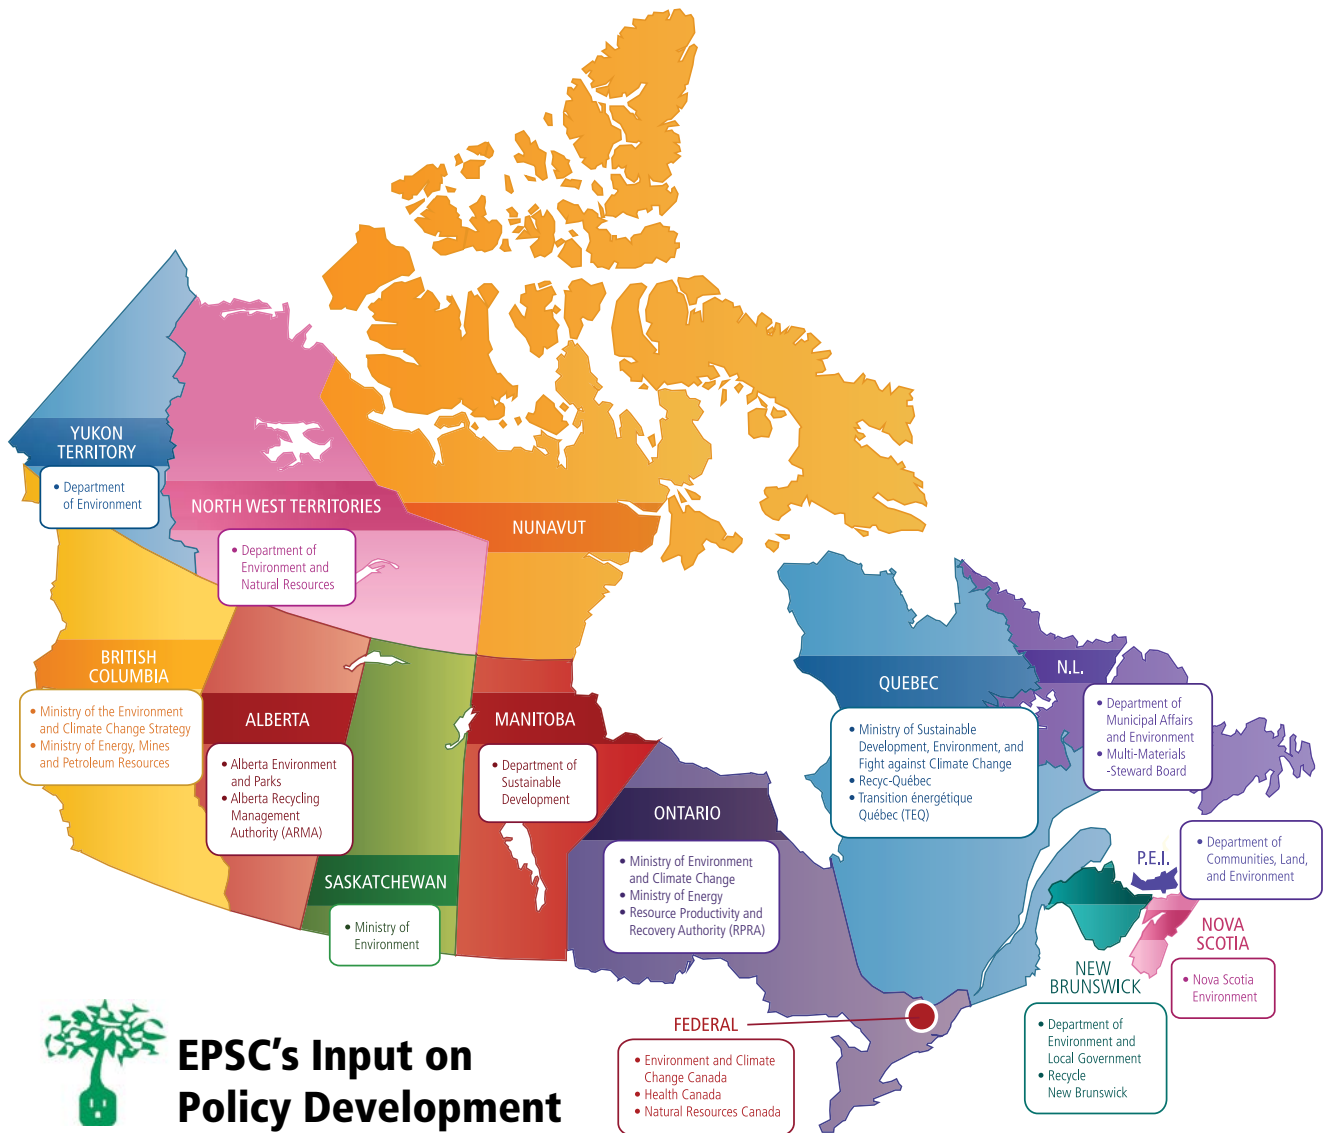 YUKON
TERRITORY
• Department
of Environment
NORTH WEST TERRITORIES
• Department of
Environment and
Natural Resources
NUNAVUT
BRITISH
COLUMBIA
• Ministry of the Environment
and Climate Change Strategy
• Ministry of Energy, Mines
and Petroleum Resources
ALBERTA
• Alberta Environment
and Parks
• Alberta Recycling
Management
Authority (ARMA)
SASKATCHEWAN
• Ministry of
Environment
MANITOBA
• Department of
Sustainable
Development
ONTARIO
• Ministry of Environment
and Climate Change
• Ministry of Energy
• Resource Productivity and
Recovery Authority (RPRA)
QUEBEC
• Ministry of Sustainable
Development, Environment, and
Fight against Climate Change
• Recyc-Québec
• Transition énergétique
Québec (TEQ)
N.L.
• Department of
Municipal Affairs
and Environment
• Multi-Materials
-Steward Board
P.E.I.
• Department of
Communities, Land,
and Environment
NOVA
SCOTIA
• Nova Scotia
Environment
NEW
BRUNSWICK
• Department of
Environment and
Local Government
• Recycle
New Brunswick
FEDERAL
• Environment and Climate
Change Canada
• Health Canada
• Natural Resources Canada
EPSC’s Input on
Policy Development